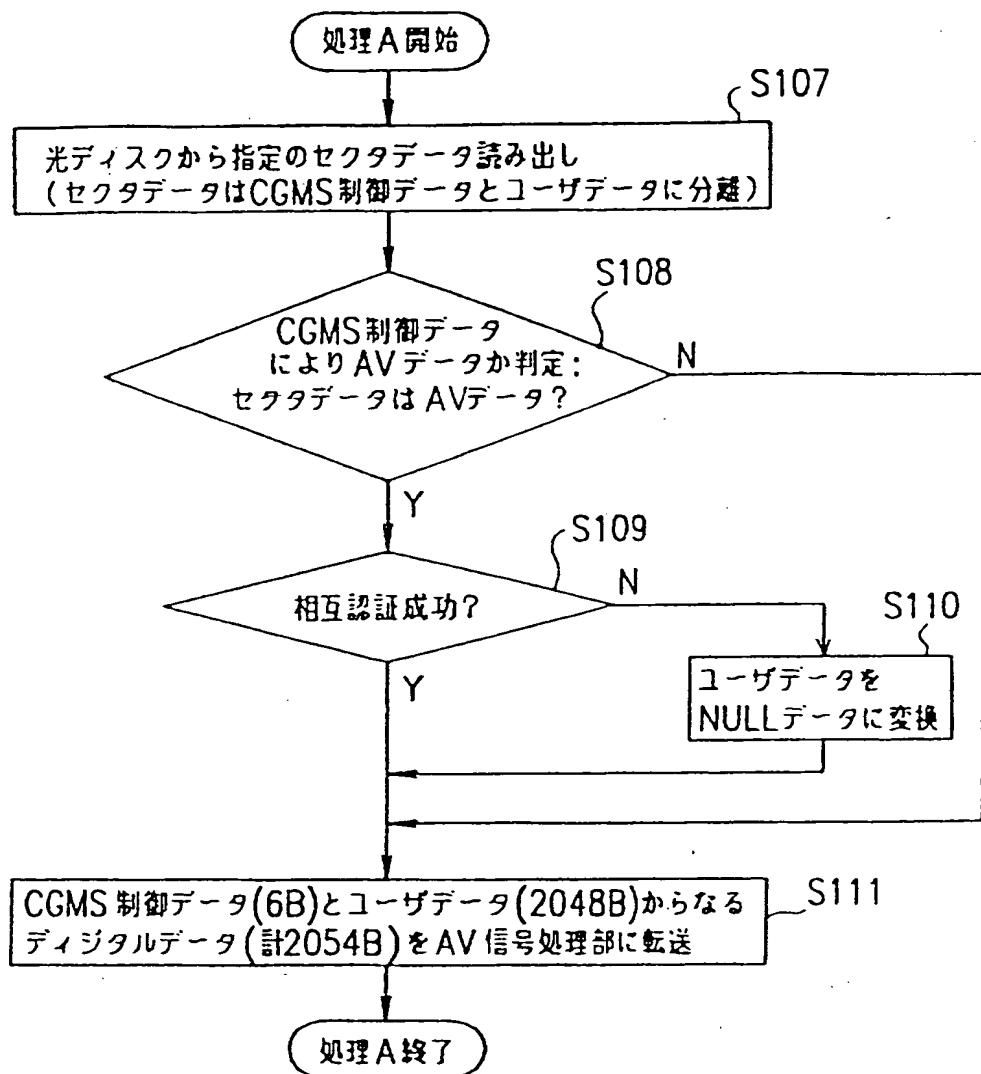 処理A開始
S107
光ディスクから指定のセクタデータ読み出し
(セクタデータはCGMS制御データとユーザデータに分離)
S108
CGMS制御データ
によりAVデータか判定:
セクタデータはAVデータ?
N
Y
S109
相互認証成功?
N
Y
S110
ユーザデータを
NULLデータに変換
S111
CGMS制御データ(6B)とユーザデータ(2048B)からなる
ディジタルデータ(計2054B)をAV信号処理部に転送
処理A終了